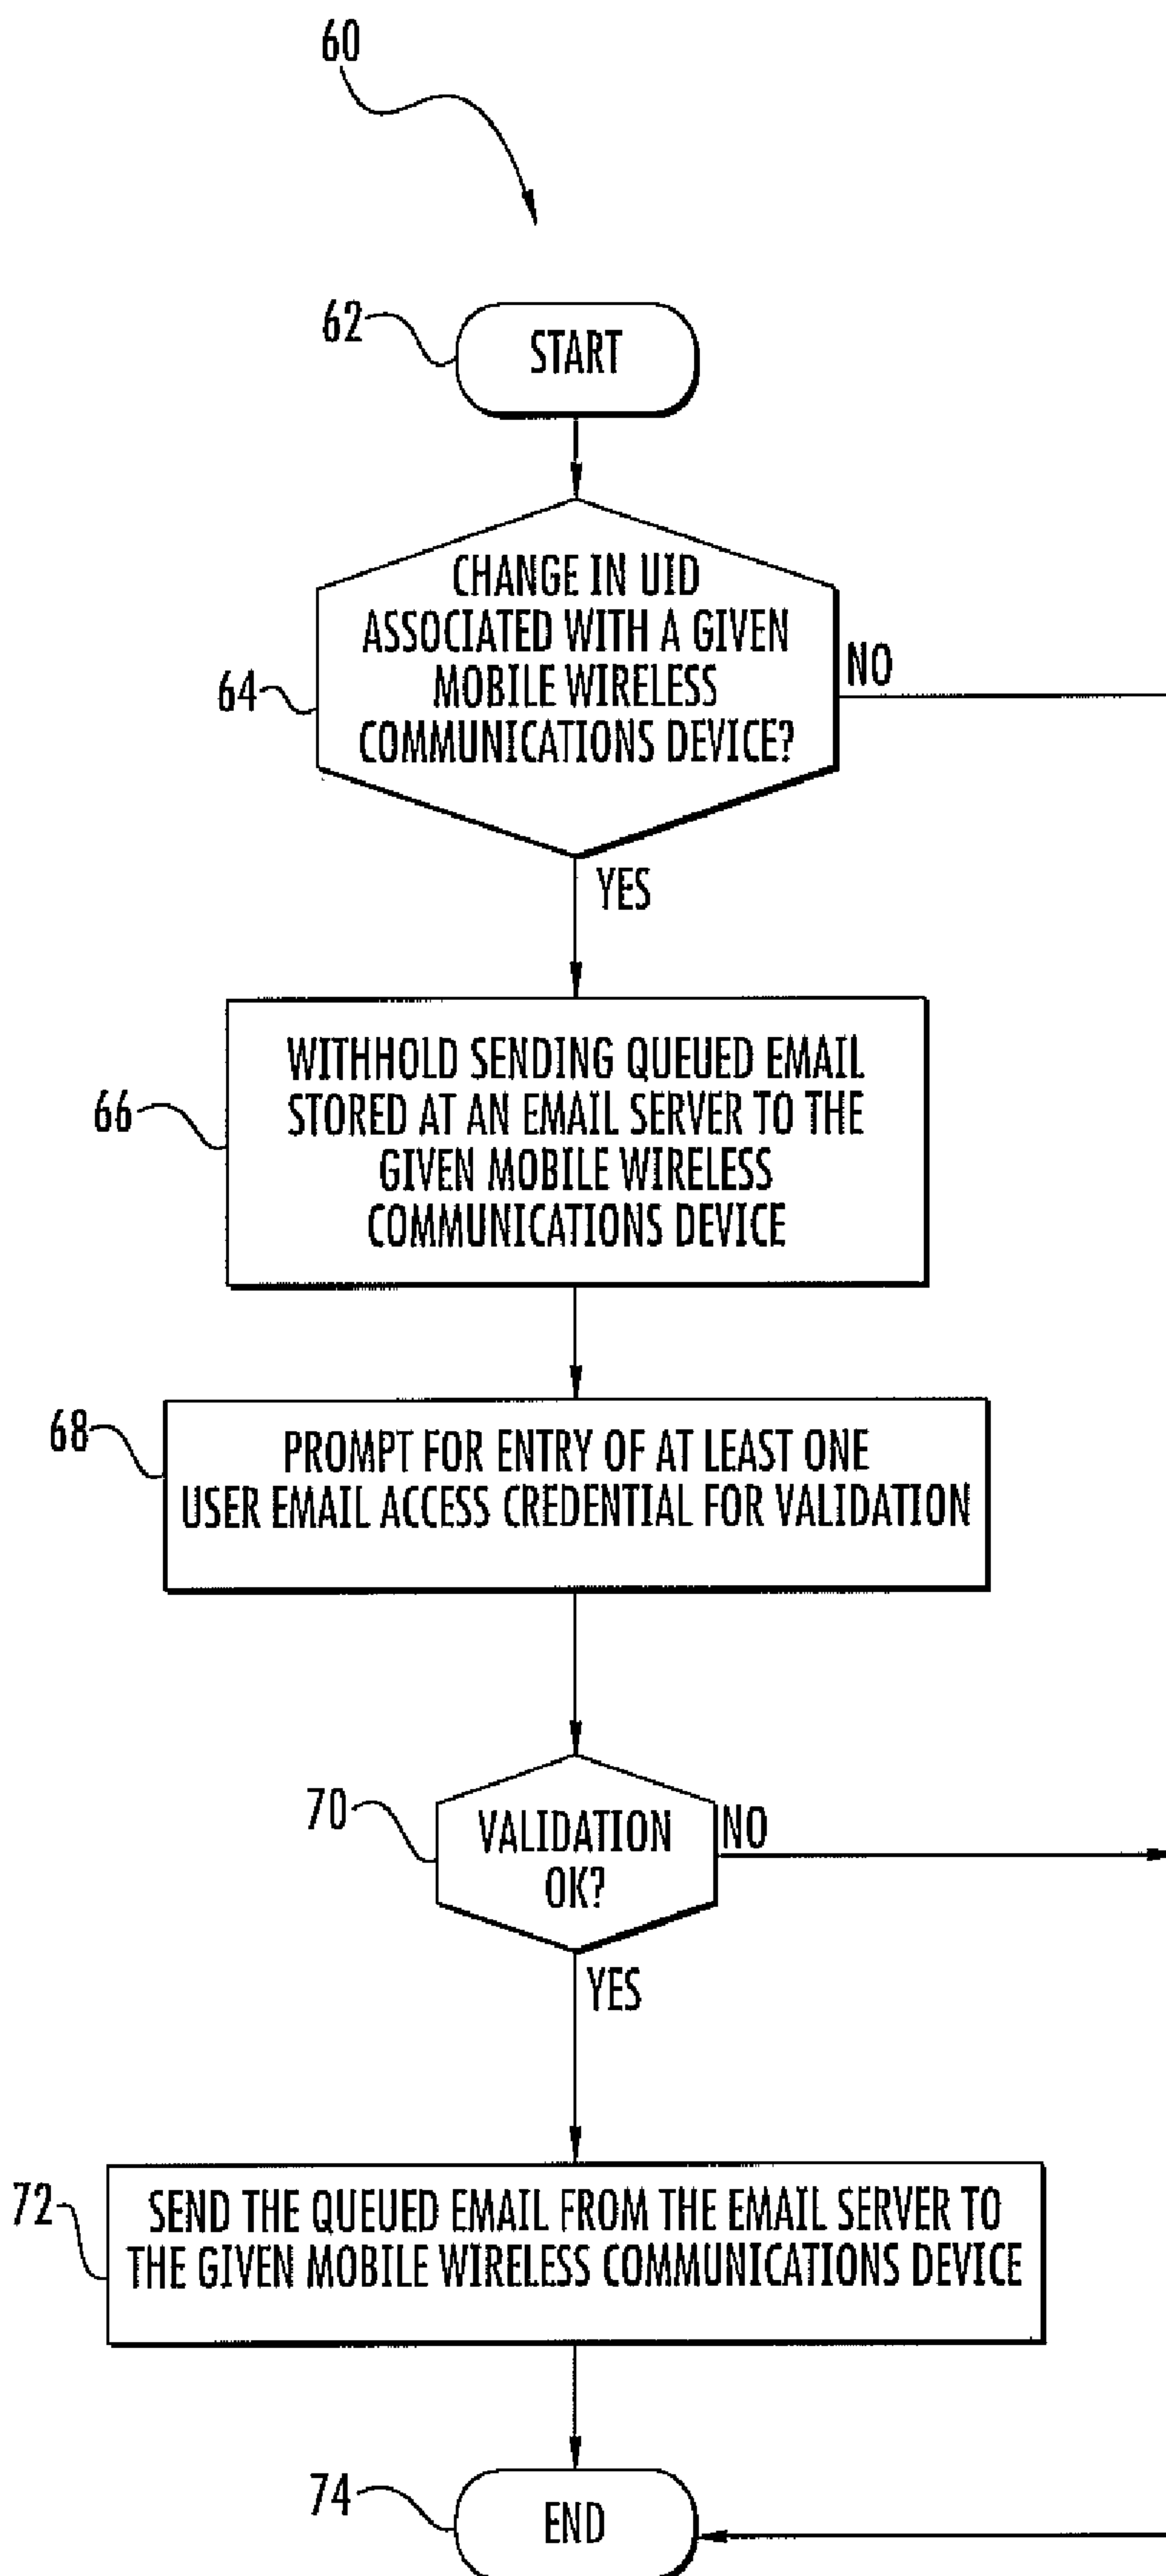 60
62
START
CHANGE IN UID
ASSOCIATED WITH A GIVEN
MOBILE WIRELESS
COMMUNICATIONS DEVICE?
64
NO
YES
66
WITHHOLD SENDING QUEUED EMAIL
STORED AT AN EMAIL SERVER TO THE
GIVEN MOBILE WIRELESS
COMMUNICATIONS DEVICE
68
PROMPT FOR ENTRY OF AT LEAST ONE
USER EMAIL ACCESS CREDENTIAL FOR VALIDATION
70
VALIDATION
OK?
NO
YES
72
SEND THE QUEUED EMAIL FROM THE EMAIL SERVER TO
THE GIVEN MOBILE WIRELESS COMMUNICATIONS DEVICE
74
END